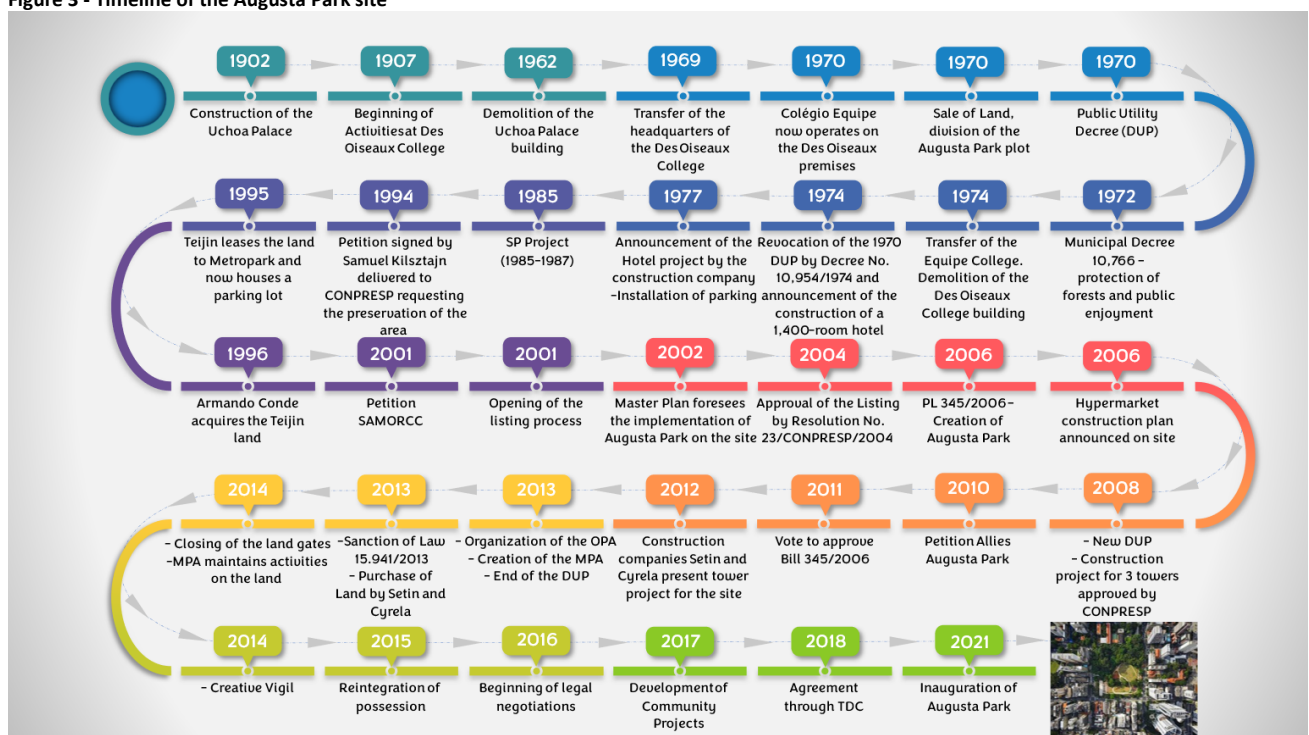 Figure 3 - Timeline of the Augusta Park site
1902
Construction of the
Uchoa Palace
1907
Beginning of
Activitiesat Des
Oiseaux College
1962
Demolition of the
Uchoa Palace
building
1969
Transfer of the
headquarters of
the Des Oiseaux
College
1970
Colégio Equipe
now operates on
the Des Oiseaux
premises
1970
Sale of Land,
division of the
Augusta Park plot
1970
Public Utility
Decree (DUP)
1972
Municipal Decree
10,766 –
protection of
forests and public
enjoyment
1974
Transfer of the
Equipe College.
Demolition of the
Des Oiseaux
College building
1974
Revocation of the 1970
DUP by Decree No.
10,954/1974 and
announcement of the
construction of a
1,400-room hotel
1977
Announcement of the
Hotel project by the
construction company
-Installation of parking
1985
SP Project
(1985-1987)
1994
Petition signed by
Samuel Kilsztajn
delivered to
CONPRESP requesting
the preservation of the
area
1995
Teijin leases the land
to Metropark and
now houses a
parking lot
1996
Armando Conde
acquires the Teijin
land
2001
Petition
SAMORCC
2001
Opening of the
listing process
2002
Master Plan foresees
the implementation of
Augusta Park on the site
2004
Approval of the Listing
by Resolution No.
23/CONPRESP/2004
2006
PL 345/2006–
Creation of
Augusta Park
2006
Hypermarket
construction plan
announced on site
2008
- New DUP
- Construction
project for 3 towers
approved by
CONPRESP
2010
Petition Allies
Augusta Park
2011
Vote to approve
Bill 345/2006
2012
Construction
companies Setin and
Cyrela present tower
project for the site
2013
- Organization of the OPA
- Creation of the MPA
- End of the DUP
2013
-Sanction of Law
15.941/2013
- Purchase of
Land by Setin and
Cyrela
2014
- Closing of the land gates
-MPA maintains activities
on the land
2014
- Creative Vigil
2015
Reintegration of
possession
2016
Beginning of legal
negotiations
2017
Development of
Community
Projects
2018
Agreement
through TDC
2021
Inauguration of
Augusta Park